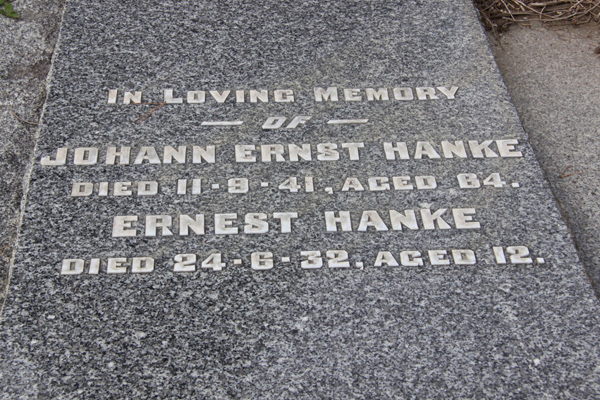 IN LOVING MEMORY
OF
JOHANN ERNST HANKE
DIED 11-9-41, AGED 64.
ERNEST HANKE
DIED 24-6-32, AGED 12.